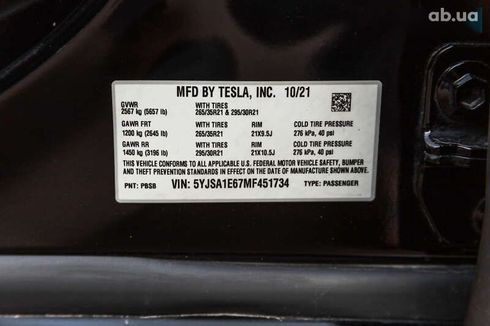 ab.ua
MFD BY TESLA, INC. 10/21
GVWR WITH TIRES
2567 kg (5657 lb) 265/35R21 & 295/30R21
GAWR FRT WITH TIRES RIM COLD TIRE PRESSURE
1200 kg (2645 lb) 265/35R21 21X9.5J 276 kPa, 40 psi
GAWR RR WITH TIRES RIM COLD TIRE PRESSURE
1450 kg (3196 lb) 295/30R21 21X10.5J 276 kPa, 40 psi
THIS VEHICLE CONFORMS TO ALL APPLICABLE U.S. FEDERAL MOTOR VEHICLE SAFETY, BUMPER AND
THEFT PREVENTION STANDARDS IN EFFECT ON THE DATE OF MANUFACTURE SHOWN ABOVE.
PNT: PBSB VIN: 5YJSA1E67MF451734 TYPE: PASSENGER